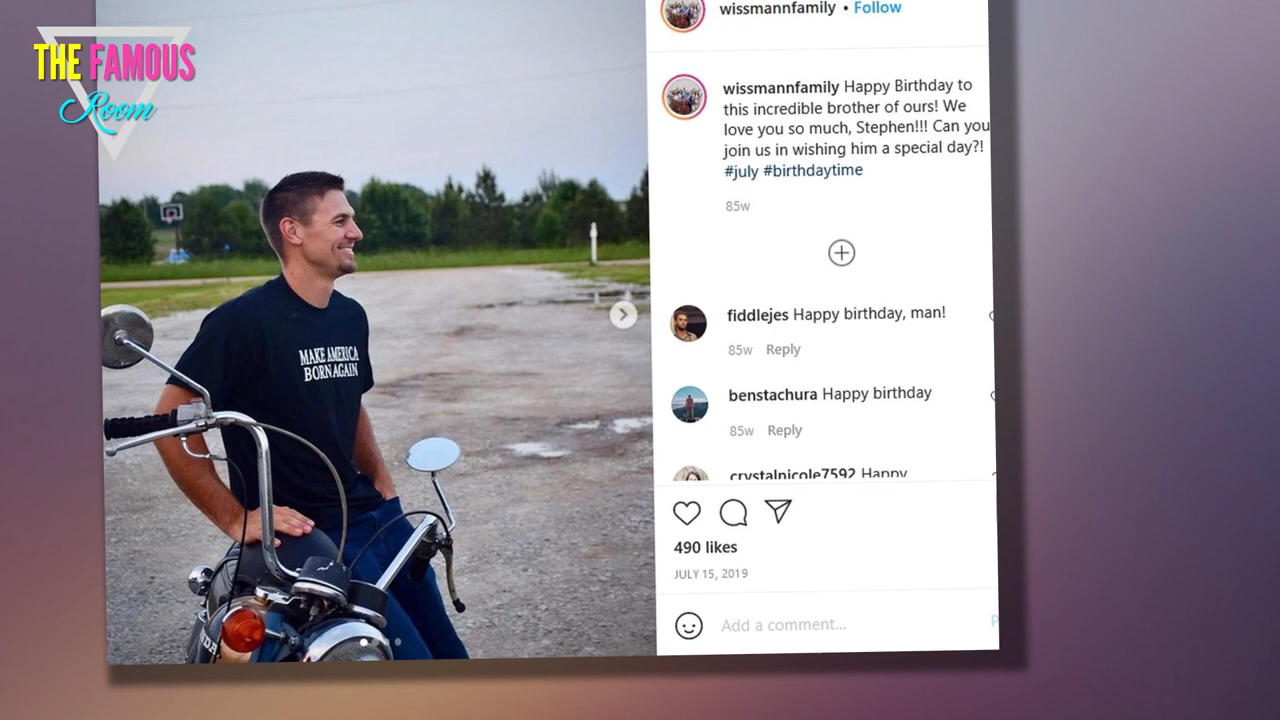 THE FAMOUS
Room
wissmannfamily • Follow
wissmannfamily Happy Birthday to
this incredible brother of ours! We
love you so much, Stephen!!! Can you
join us in wishing him a special day?!
#july #birthdaytime
85w
fiddlejes Happy birthday, man!
85w Reply
benstachura Happy birthday
85w Reply
crystalnicole7592 Happy
490 likes
JULY 15, 2019
Add a comment...
P
MAKE AMERICA
BORN AGAIN